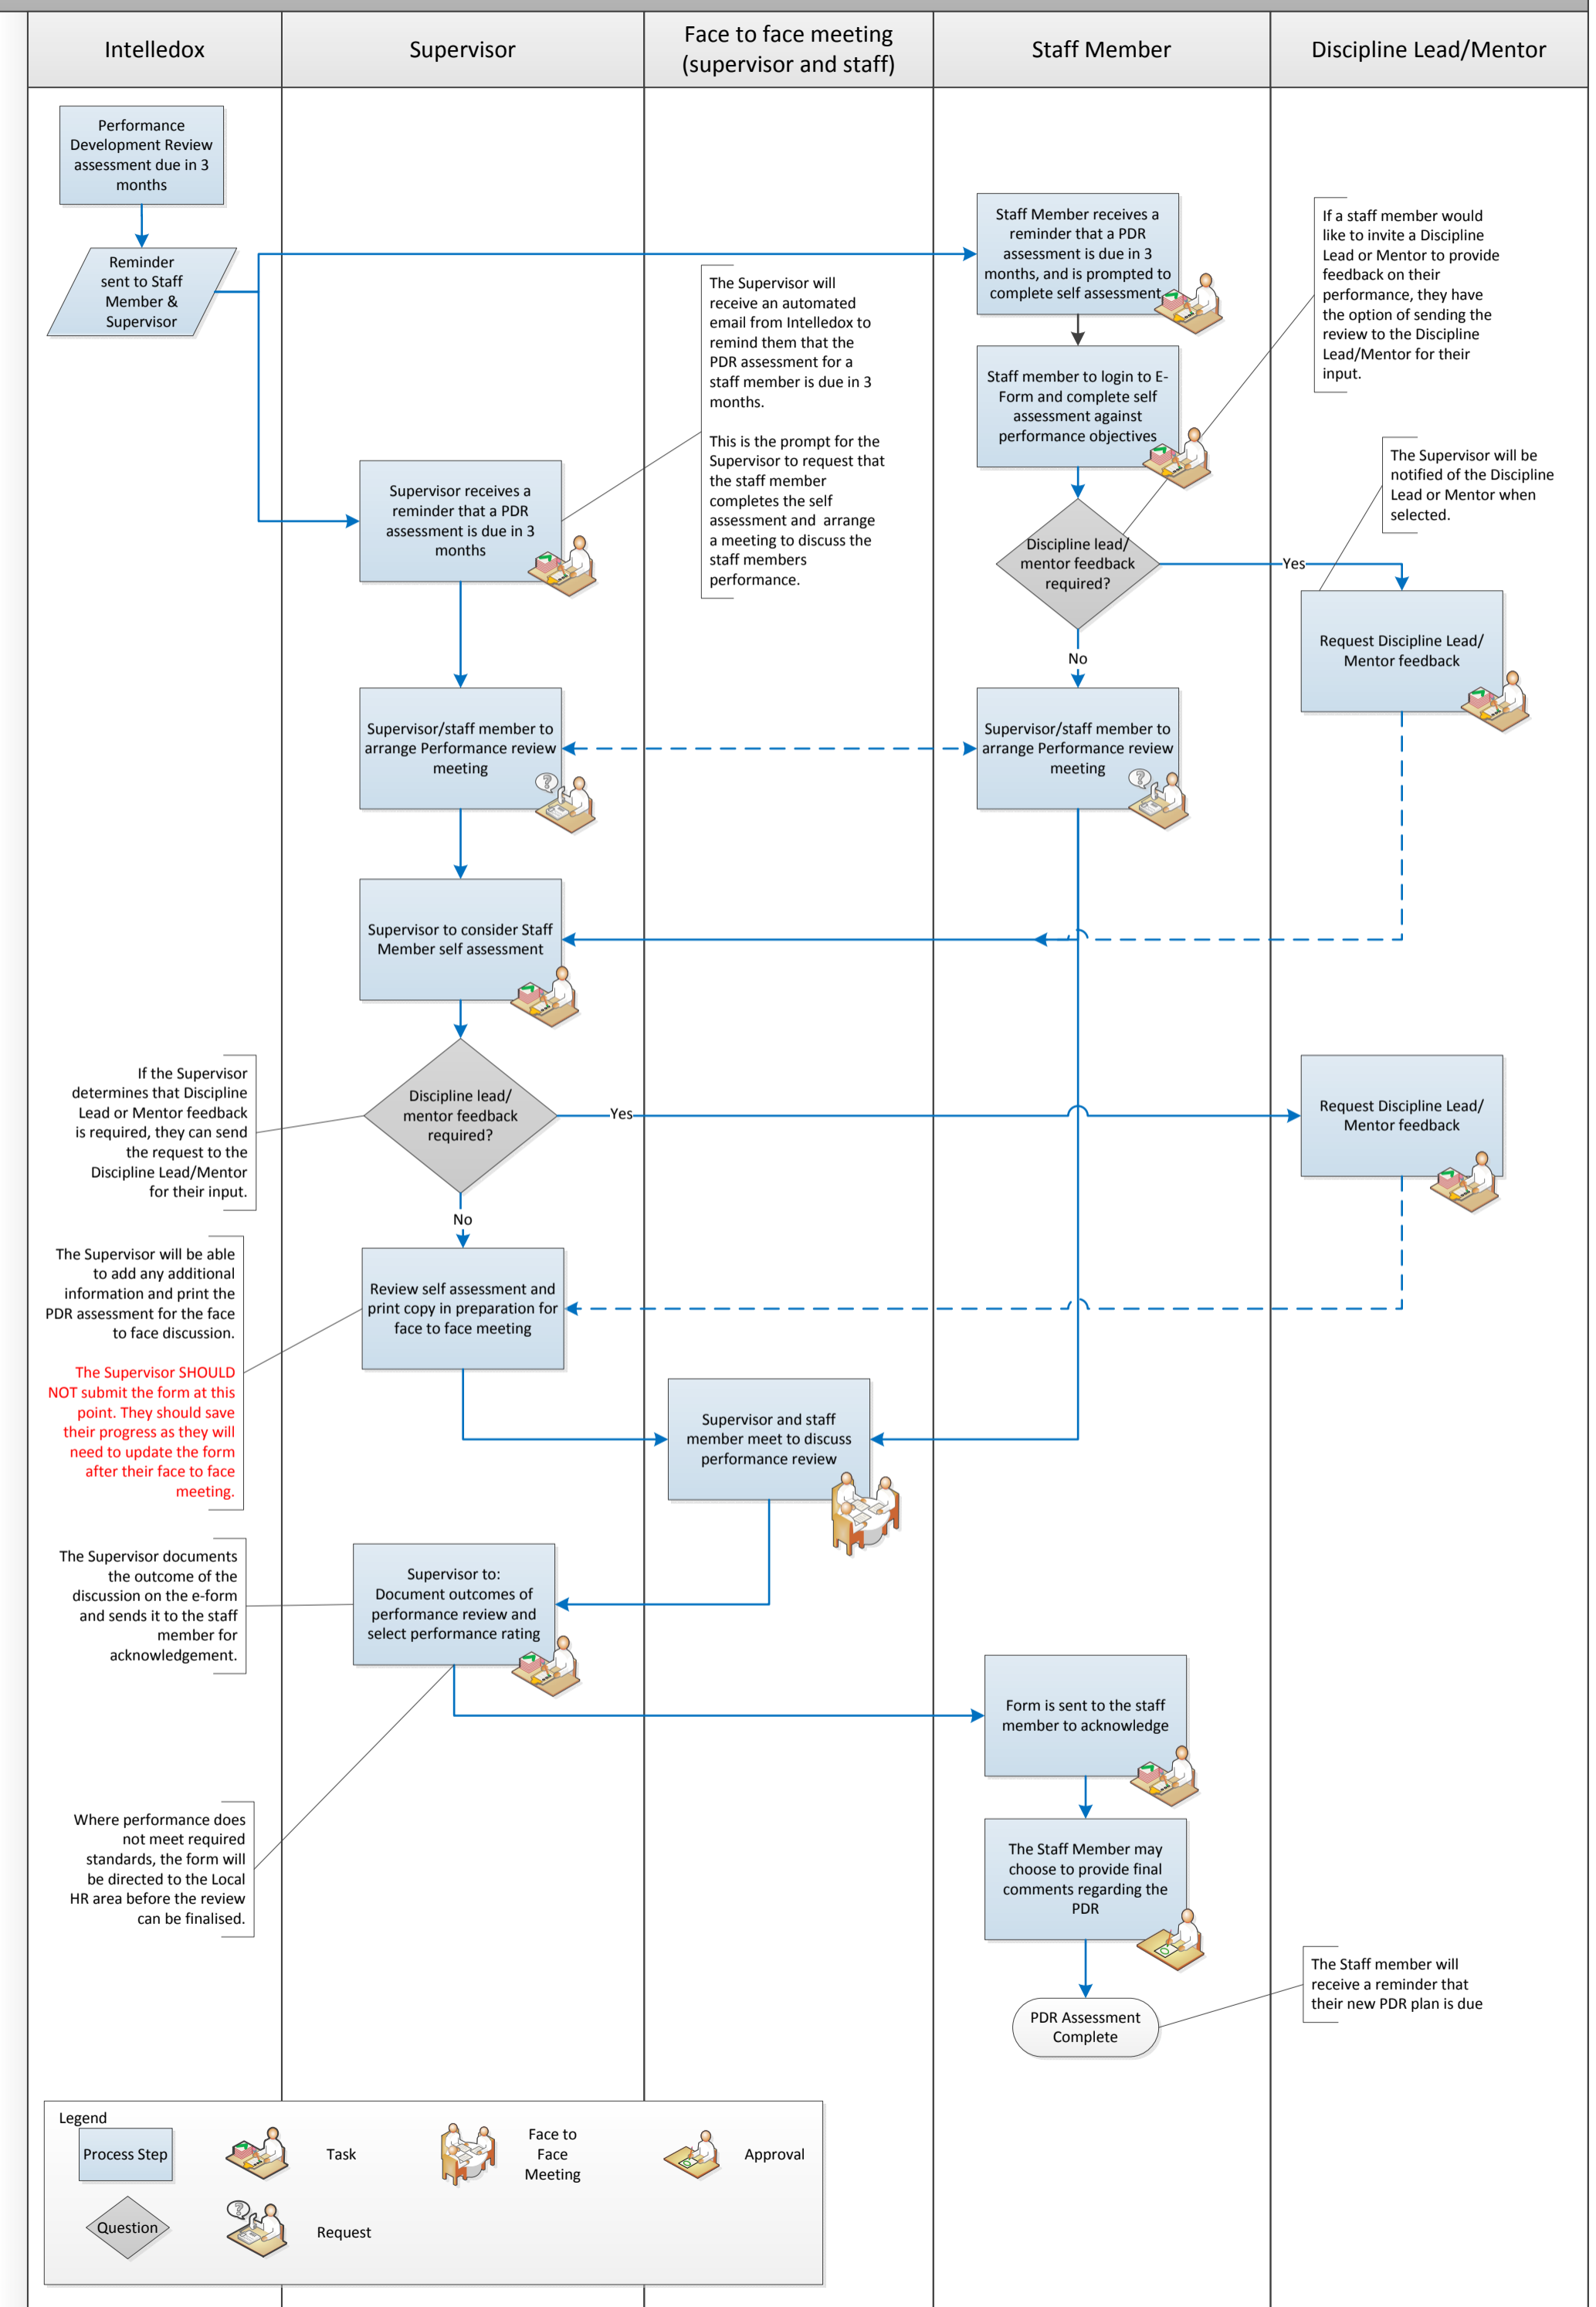 Intelledox
Supervisor
Face to face meeting
(supervisor and staff)
Staff Member
Discipline Lead/Mentor
Performance
Development Review
assessment due in 3
months
Reminder
sent to Staff
Member &
Supervisor
Staff Member receives a
reminder that a PDR
assessment is due in 3
months, and is prompted to
complete self assessment
If a staff member would
like to invite a Discipline
Lead or Mentor to provide
feedback on their
performance, they have
the option of sending the
review to the Discipline
Lead/Mentor for their
input.
The Supervisor will
receive an automated
email from Intelledox to
remind them that the
PDR assessment for a
staff member is due in 3
months.
This is the prompt for the
Supervisor to request that
the staff member
completes the self
assessment and arrange
a meeting to discuss the
staff members
performance.
Staff member to login to E-
Form and complete self
assessment against
performance objectives
The Supervisor will be
notified of the Discipline
Lead or Mentor when
selected.
Supervisor receives a
reminder that a PDR
assessment is due in 3
months
Discipline lead/
mentor feedback
required?
Yes
No
Request Discipline Lead/
Mentor feedback
Supervisor/staff member to
arrange Performance review
meeting
Supervisor/staff member to
arrange Performance review
meeting
Supervisor to consider Staff
Member self assessment
If the Supervisor
determines that Discipline
Lead or Mentor feedback
is required, they can send
the request to the
Discipline Lead/Mentor
for their input.
Discipline lead/
mentor feedback
required?
Yes
No
Request Discipline Lead/
Mentor feedback
The Supervisor will be able
to add any additional
information and print the
PDR assessment for the face
to face discussion.
The Supervisor SHOULD
NOT submit the form at this
point. They should save
their progress as they will
need to update the form
after their face to face
meeting.
Review self assessment and
print copy in preparation for
face to face meeting
Supervisor and staff
member meet to discuss
performance review
The Supervisor documents
the outcome of the
discussion on the e-form
and sends it to the staff
member for
acknowledgement.
Supervisor to:
Document outcomes of
performance review and
select performance rating
Form is sent to the staff
member to acknowledge
Where performance does
not meet required
standards, the form will
be directed to the Local
HR area before the review
can be finalised.
The Staff Member may
choose to provide final
comments regarding the
PDR
The Staff member will
receive a reminder that
their new PDR plan is due
PDR Assessment
Complete
Legend
Process Step
Task
Face to
Face
Meeting
Approval
Question
Request